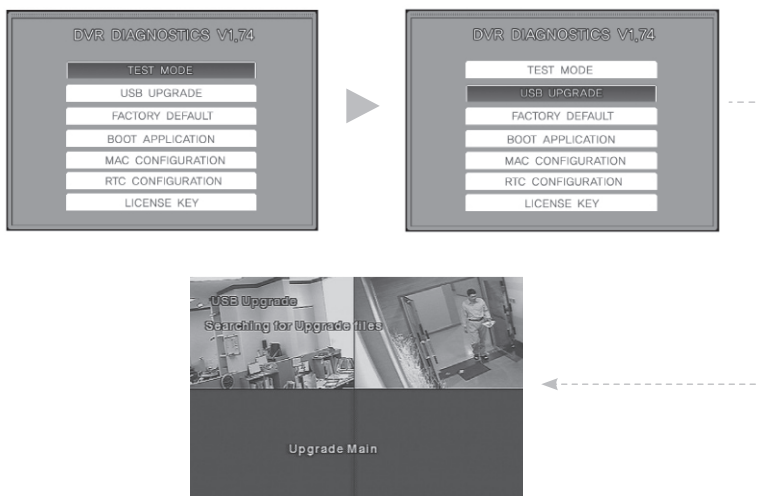 DVR DIAGNOSTICS V1,74
TEST MODE
USB UPGRADE
FACTORY DEFAULT
BOOT APPLICATION
MAC CONFIGURATION
RTC CONFIGURATION
LICENSE KEY
DVR DIAGNOSTICS V1,74
TEST MODE
USB UPGRADE
FACTORY DEFAULT
BOOT APPLICATION
MAC CONFIGURATION
RTC CONFIGURATION
LICENSE KEY
USB Upgrade
Searching for Upgrade files
Upgrade Main